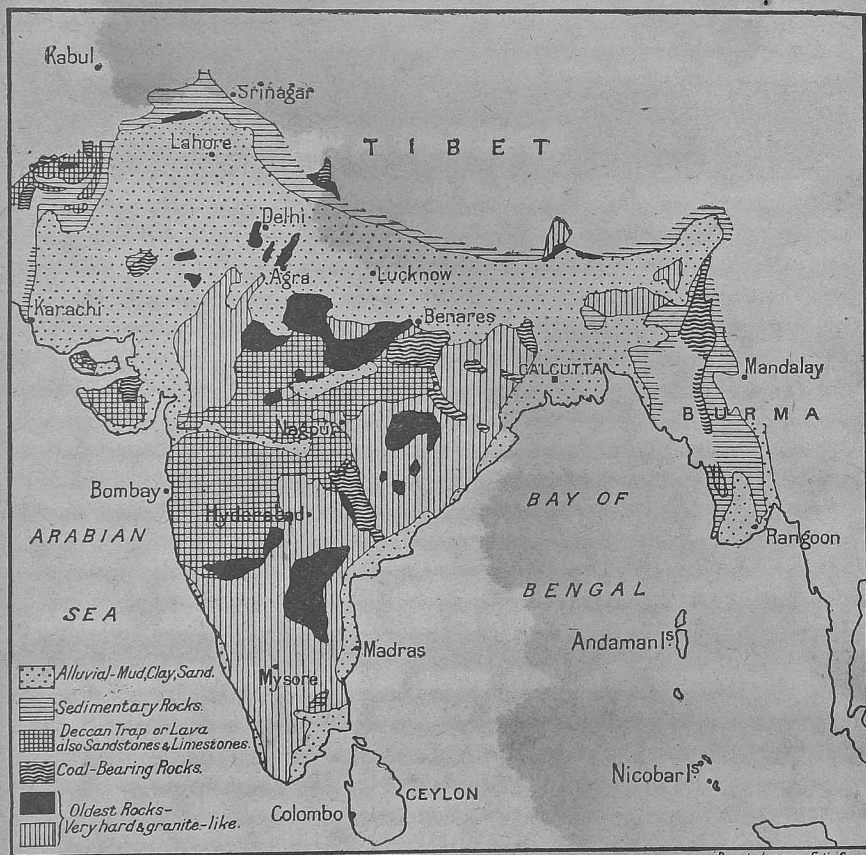 Kabul
Srinagar
TIBET
Lahore
Delhi
Agra
Lucknow
Karachi
Benares
CALCUTTA
Mandalay
BURMA
Nagpur
Bombay
BAY OF
BENGAL
ARABIAN
SEA
Hyderabad
Rangoon
Andaman Is.
Madras
Mysore
Nicobar Is.
CEYLON
Colombo
Alluvial-Mud,Clay,Sand.
Sedimentary Rocks.
Deccan Trap or Lava
also Sandstones & Limestones.
Coal-Bearing Rocks.
Oldest Rocks-
Very hard & granite-like.